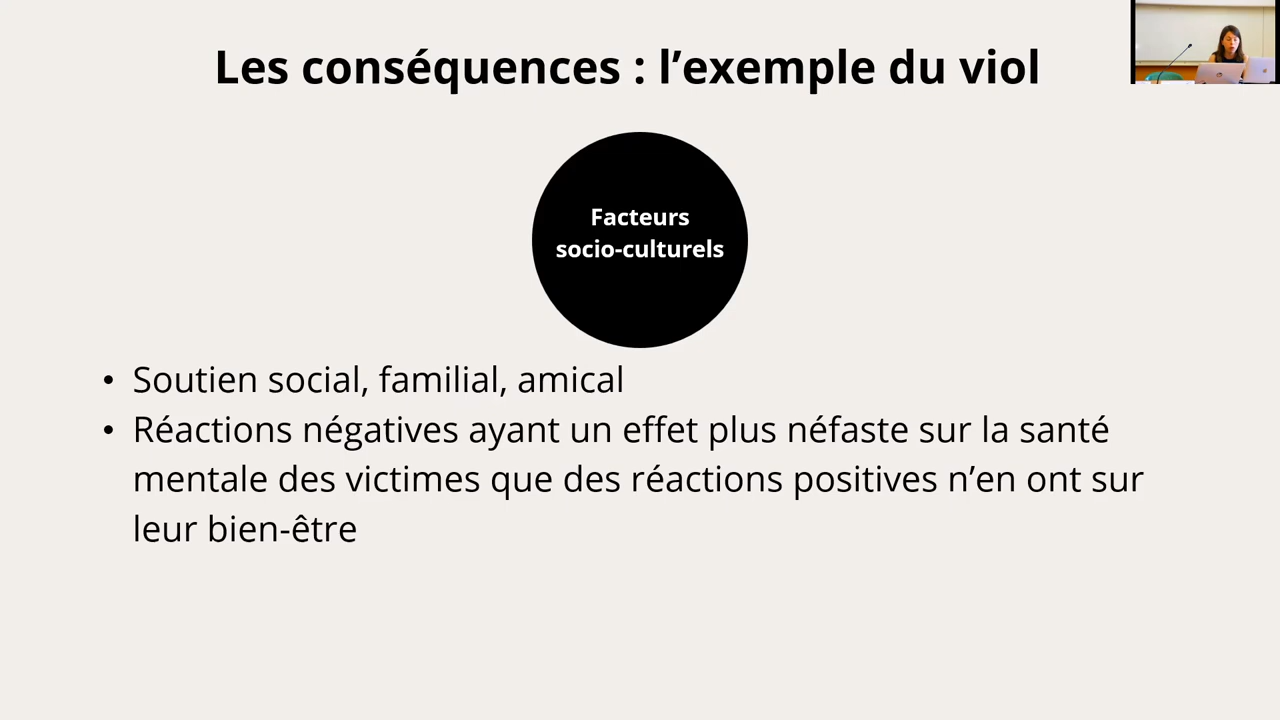 Les conséquences : l’exemple du viol
Facteurs
socio-culturels
• Soutien social, familial, amical
• Réactions négatives ayant un effet plus néfaste sur la santé
mentale des victimes que des réactions positives n’en ont sur
leur bien-être